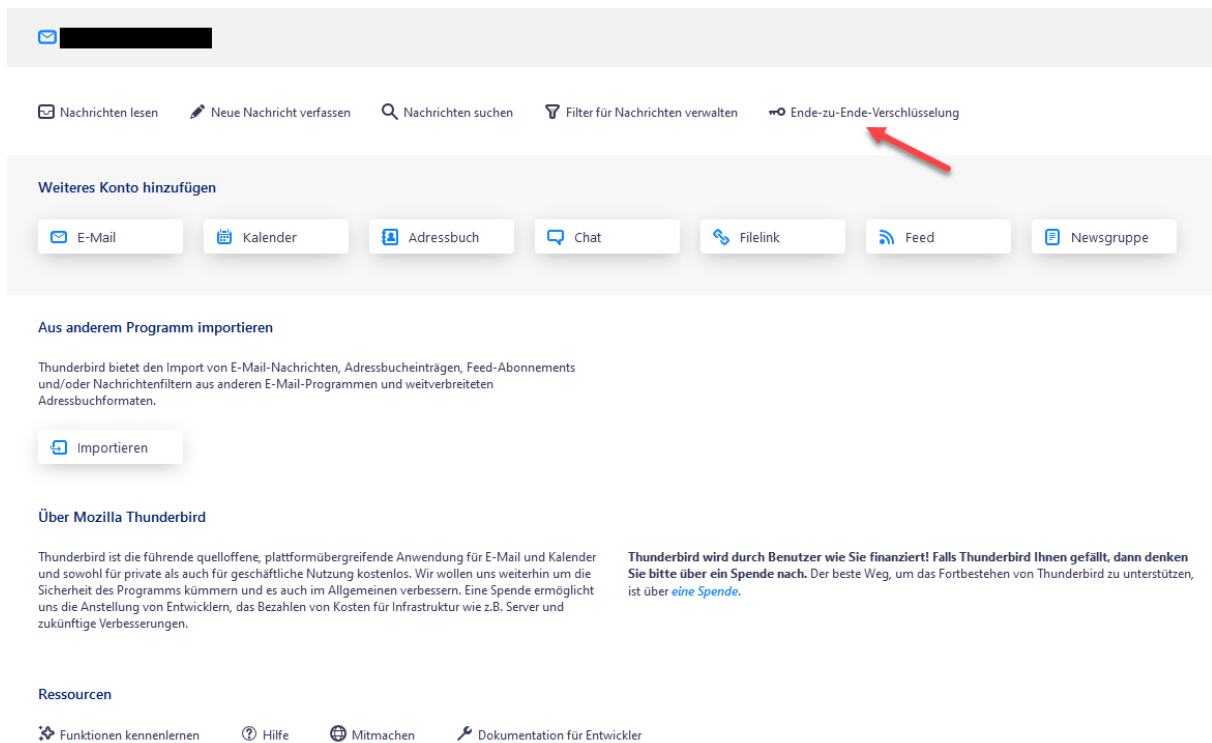 Nachrichten lesen Neue Nachricht verfassen Nachrichten suchen Filter für Nachrichten verwalten Ende-zu-Ende-Verschlüsselung
Weiteres Konto hinzufügen
E-Mail Kalender Adressbuch Chat Filelink Feed Newsgruppe
Aus anderem Programm importieren
Thunderbird bietet den Import von E-Mail-Nachrichten, Adressbucheinträgen, Feed-Abonnements
und/oder Nachrichtenfiltern aus anderen E-Mail-Programmen und weitverbreiteten
Adressbuchformaten.
Importieren
Über Mozilla Thunderbird
Thunderbird ist die führende quelloffene, plattformübergreifende Anwendung für E-Mail und Kalender
und sowohl für private als auch für geschäftliche Nutzung kostenlos. Wir wollen uns weiterhin um die
Sicherheit des Programms kümmern und es auch im Allgemeinen verbessern. Eine Spende ermöglicht
uns die Anstellung von Entwicklern, das Bezahlen von Kosten für Infrastruktur wie z.B. Server und
zukünftige Verbesserungen.
Thunderbird wird durch Benutzer wie Sie finanziert! Falls Thunderbird Ihnen gefällt, dann denken
Sie bitte über ein Spende nach. Der beste Weg, um das Fortbestehen von Thunderbird zu unterstützen,
ist über eine Spende.
Ressourcen
Funktionen kennenlernen Hilfe Mitmachen Dokumentation für Entwickler